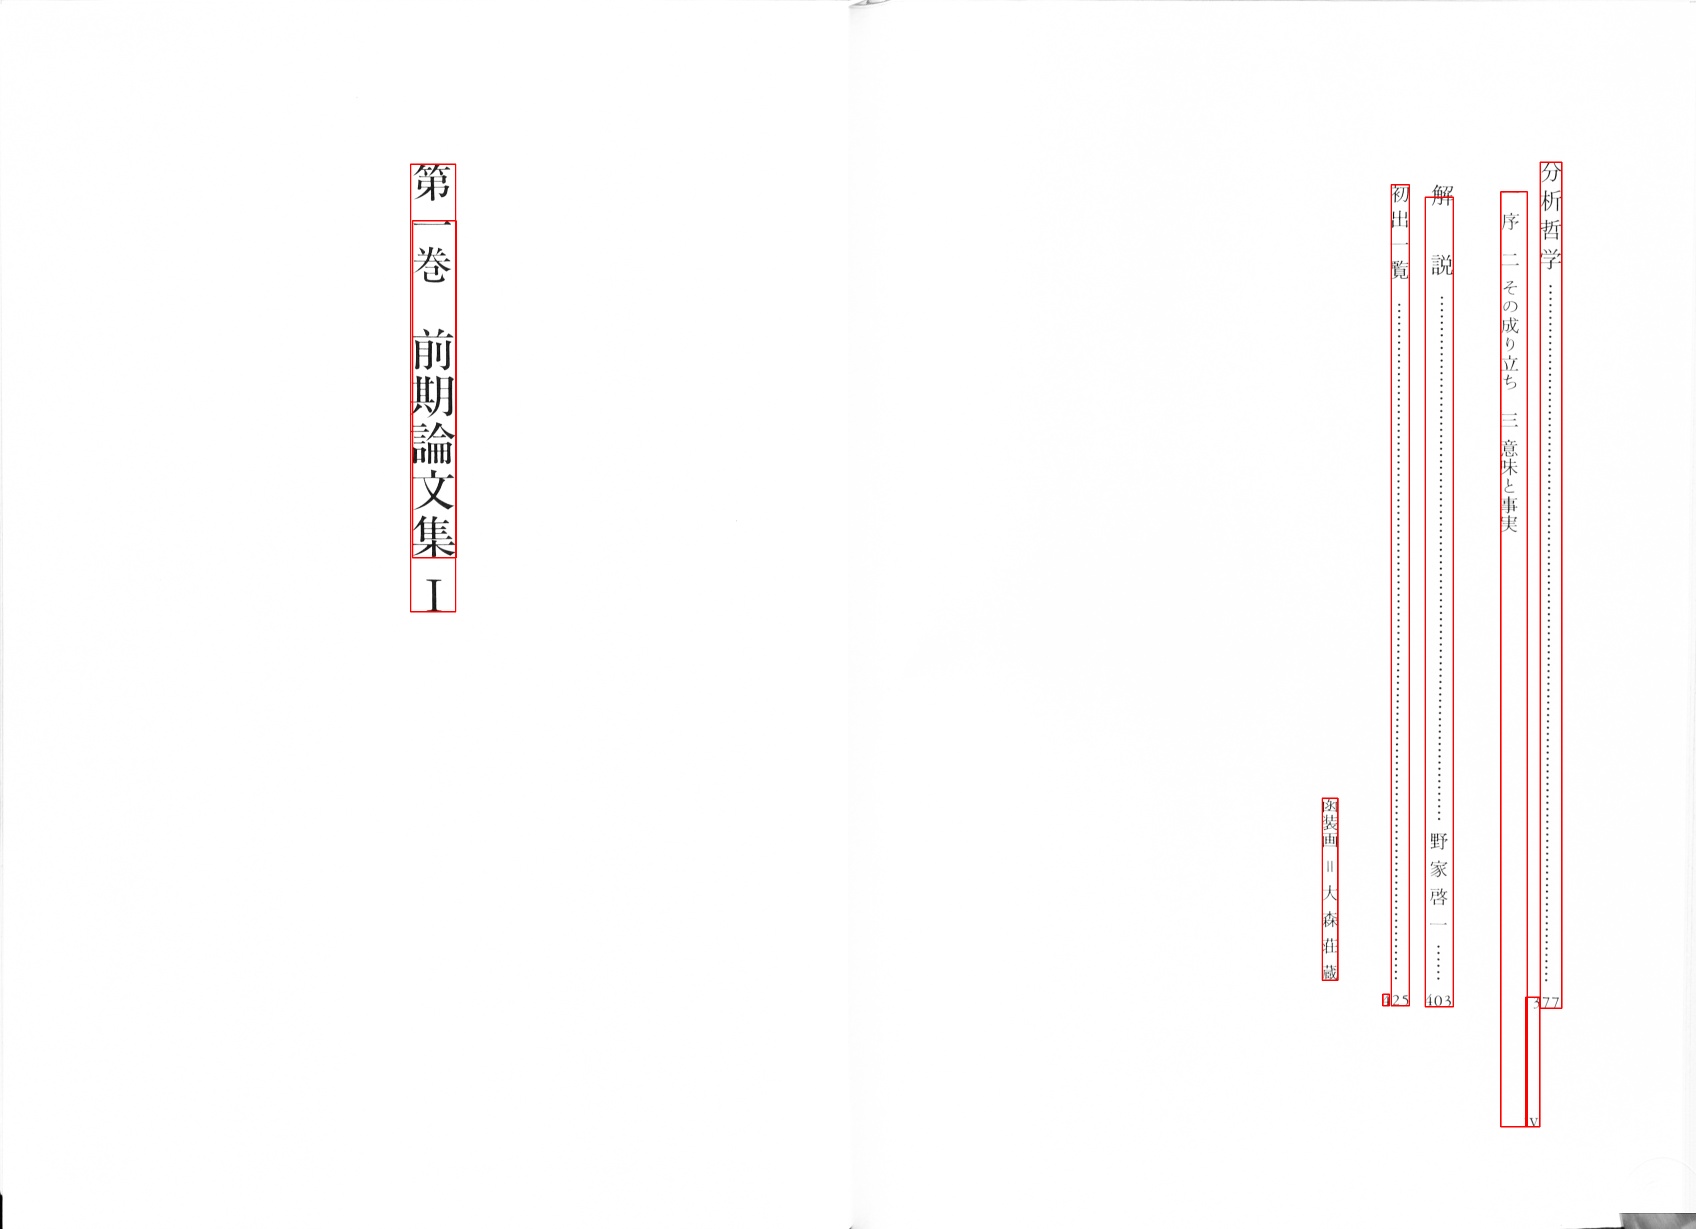 分析哲学……………………………………377
序 二 その成り立ち 三 意味と事実
解 説……………………………………野家啓一……403
初出一覧……………………………………425
函装画＝大森荘蔵
v
第一巻 前期論文集 I